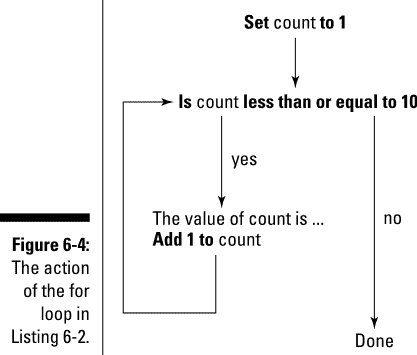 Set count to 1
Is count less than or equal to 10
yes
no
The value of count is ...
Add 1 to count
Done
Figure 6-4:
The action
of the for
loop in
Listing 6-2.